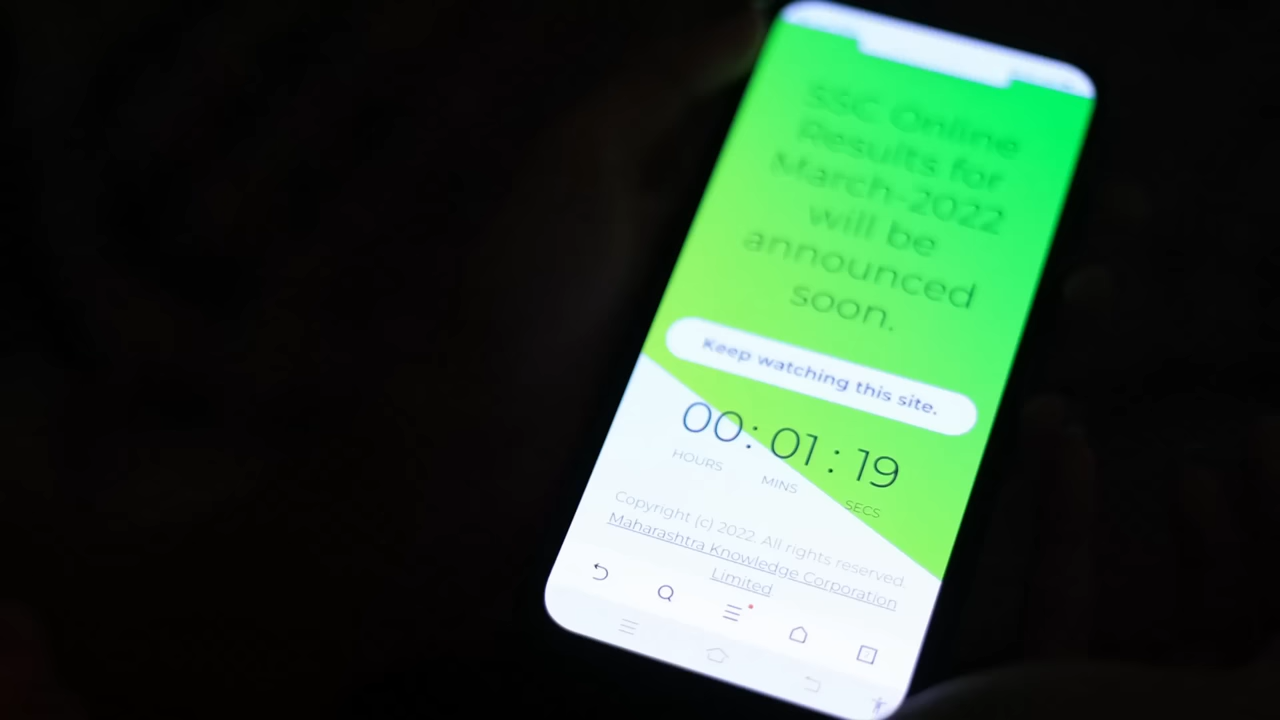 SSC Online
Results for
March-2022
will be
announced
soon.
Keep watching this site.
00 : 01 : 19
HOURS MINS SECS
Copyright (c) 2022. All rights reserved.
Maharashtra Knowledge Corporation
Limited